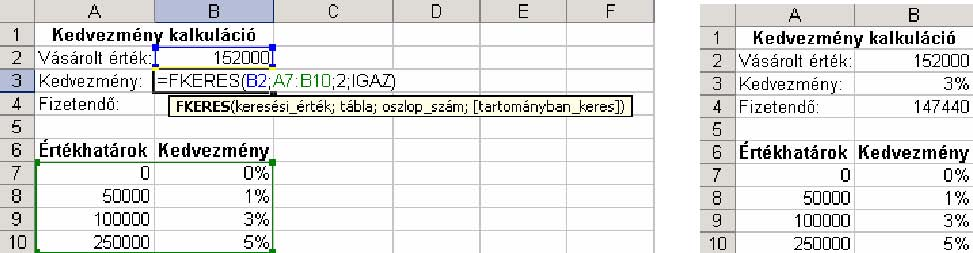 A B C D E F
1 Kedvezmény kalkuláció
2 Vásárolt érték: 152000
3 Kedvezmény: =FKERES(B2;A7:B10;2;IGAZ)
4 Fizetendő:
FKERES(keresési_érték; tábla; oszlop_szám; [tartományban_keres])
5
6 Értékhatárok Kedvezmény
7 0 0%
8 50000 1%
9 100000 3%
10 250000 5%
A B
1 Kedvezmény kalkuláció
2 Vásárolt érték: 152000
3 Kedvezmény: 3%
4 Fizetendő: 147440
5
6 Értékhatárok Kedvezmény
7 0 0%
8 50000 1%
9 100000 3%
10 250000 5%